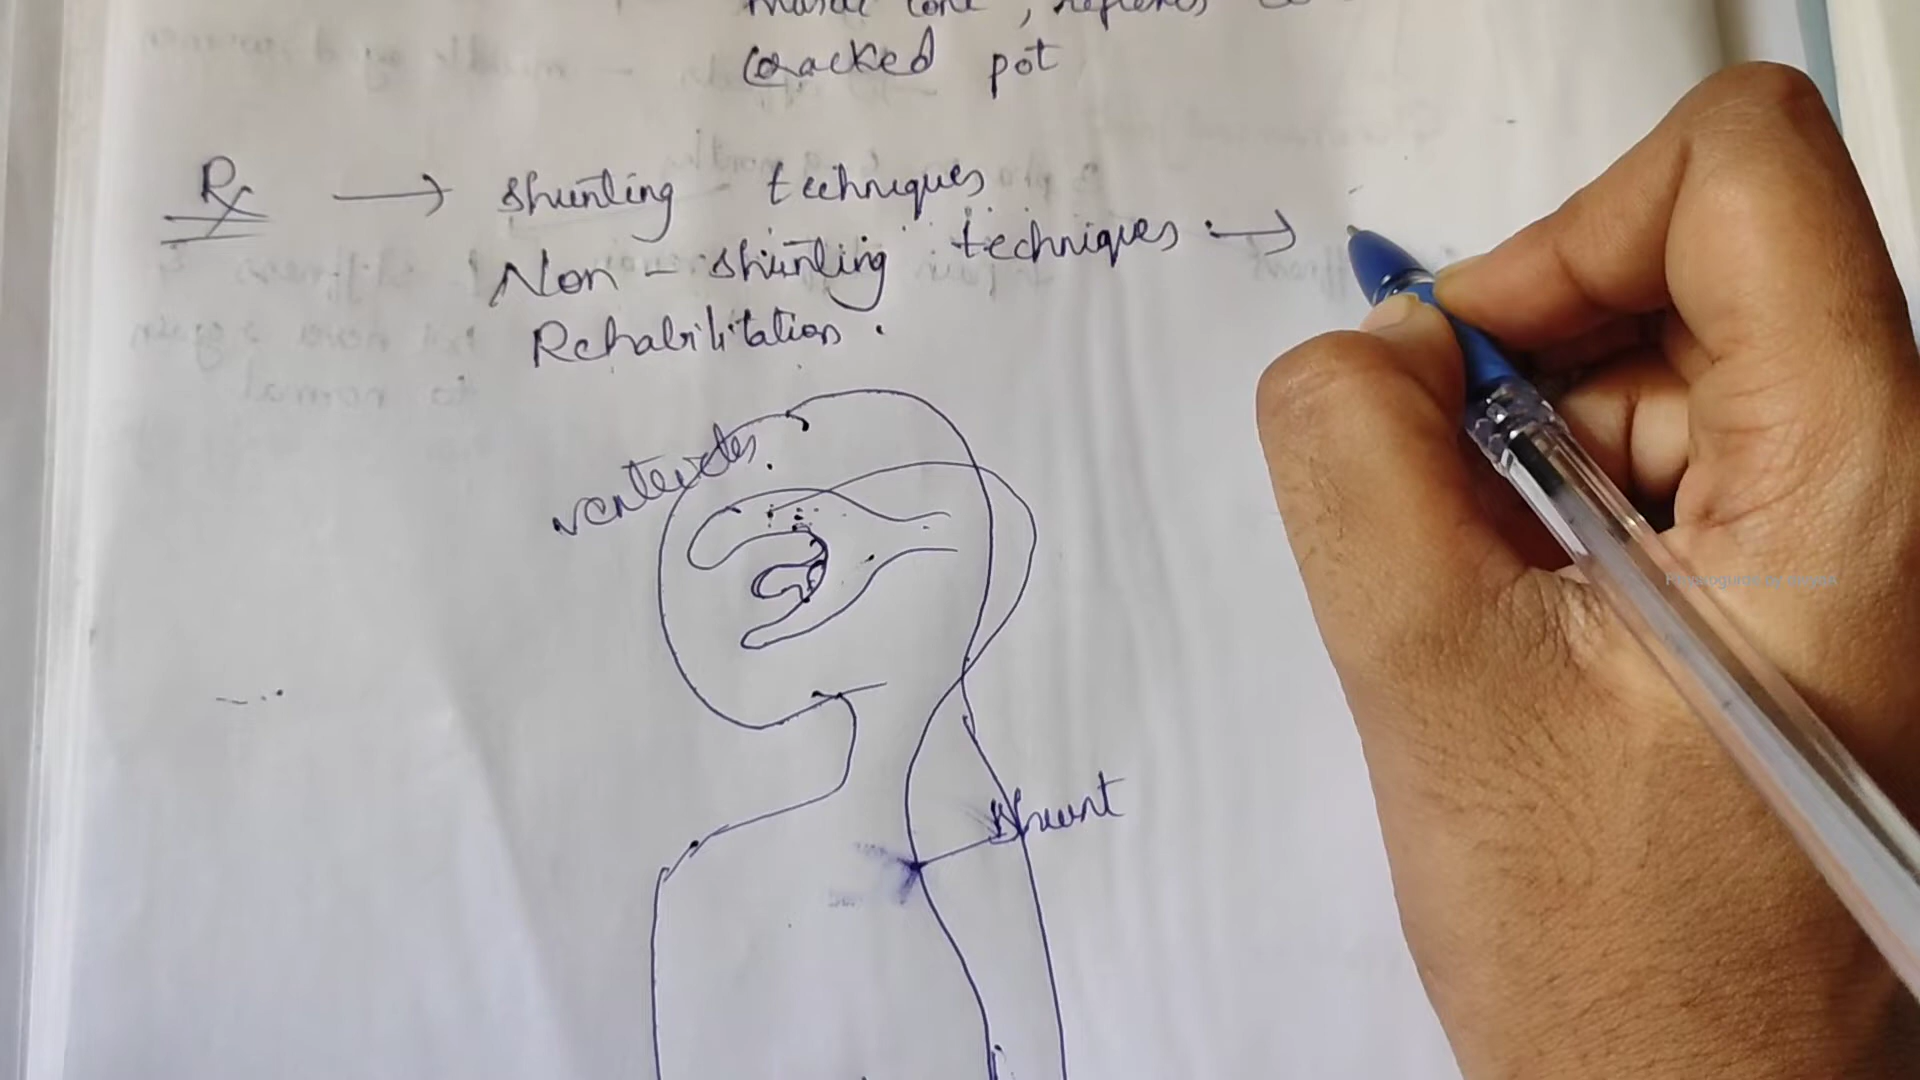 cracked pot
Rx → Shunting techniques
Non - shunting techniques →
Rehabilitation.
ventricles
Shunt